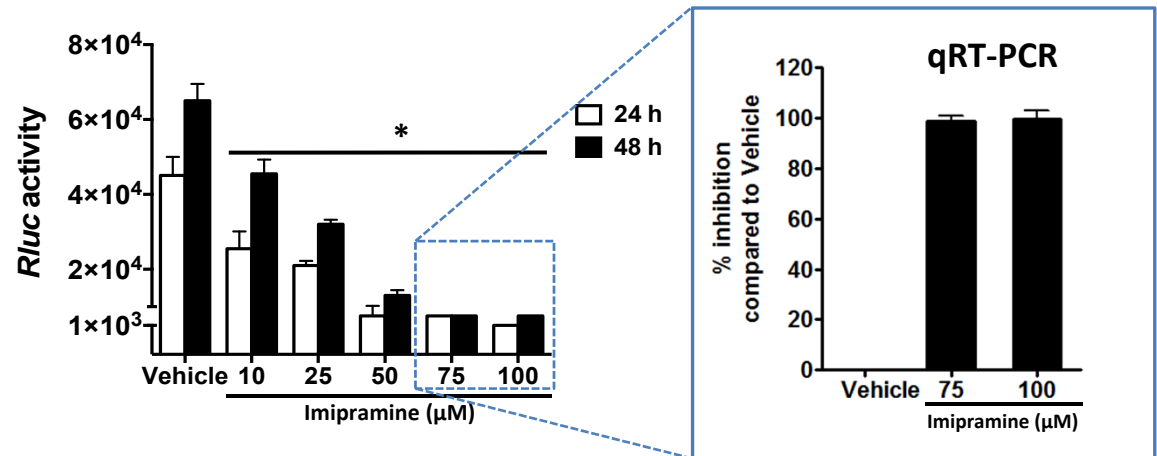 8×10⁴
6×10⁴
4×10⁴
2×10⁴
1×10³
Rluc activity
*
24 h
48 h
Vehicle 10 25 50 75 100
Imipramine (μM)
qRT-PCR
% inhibition
compared to Vehicle
120
100
80
60
40
20
0
Vehicle 75 100
Imipramine (μM)